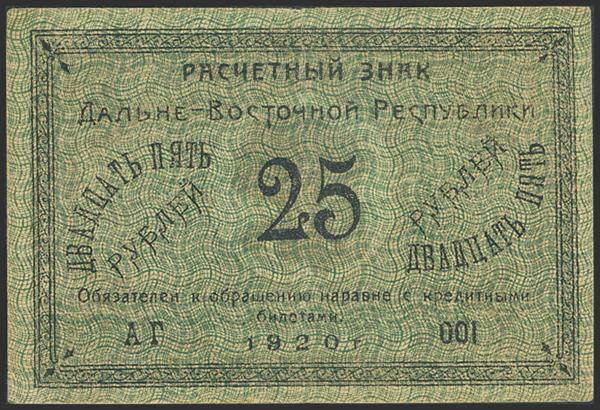 РАСЧЕТНЫЙ ЗНАК
Дальне-Восточной Республики
ДВАДЦАТЬ ПЯТЬ
РУБЛЕЙ
25
РУБЛЕЙ
ДВАДЦАТЬ ПЯТЬ
Обязателен к обращению наравне с кредитными
билетами.
АГ
1920г
001